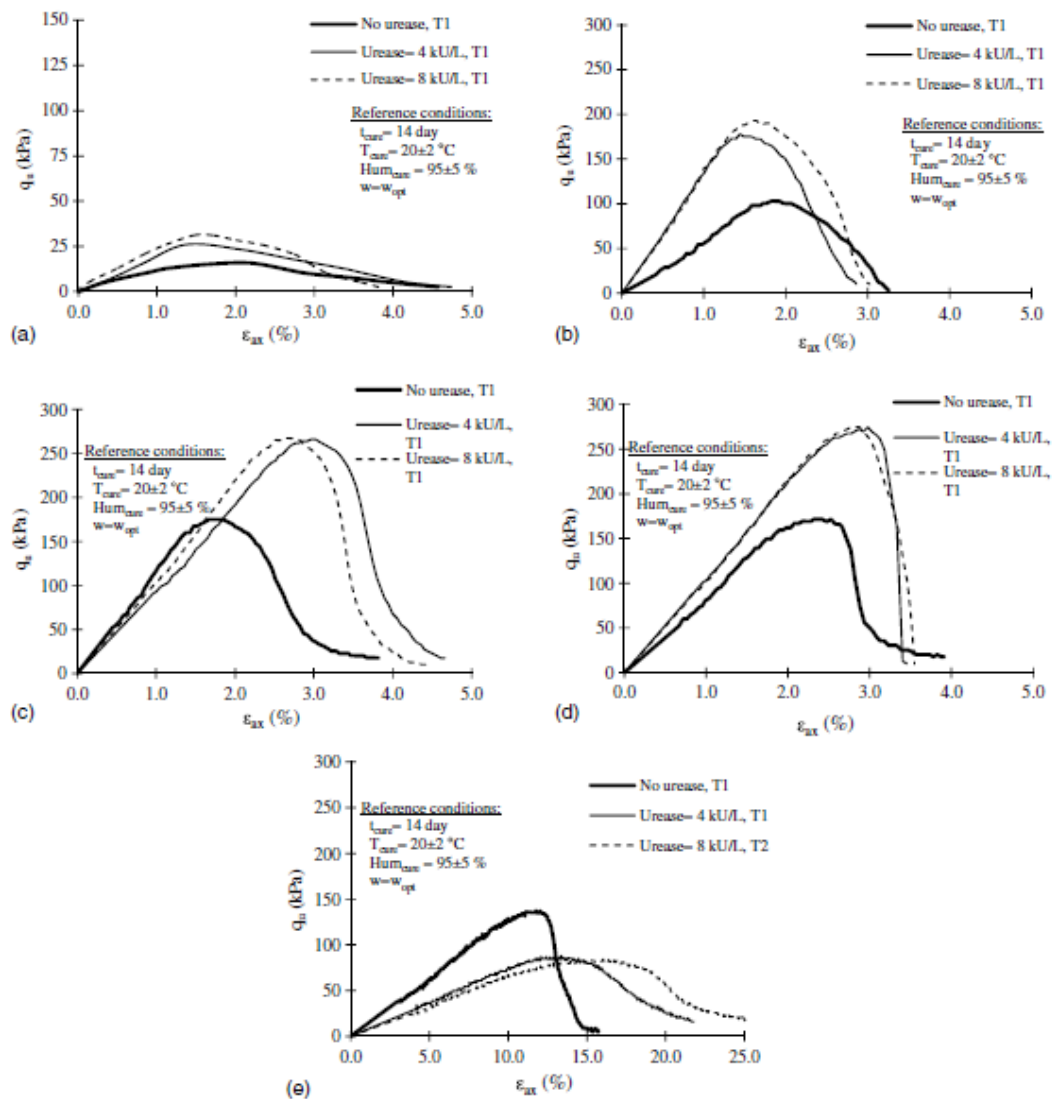 150
125
100
75
50
25
0
0.0 1.0 2.0 3.0 4.0 5.0
qᵤ (kPa)
εax (%)
No urease, T1
Urease= 4 kU/L, T1
Urease= 8 kU/L, T1
Reference conditions:
tcure= 14 day
Tcure= 20±2 °C
Humcure = 95±5 %
w=wopt
(a)
300
250
200
150
100
50
0
0.0 1.0 2.0 3.0 4.0 5.0
qᵤ (kPa)
εax (%)
No urease, T1
Urease= 4 kU/L, T1
Urease= 8 kU/L, T1
Reference conditions:
tcure= 14 day
Tcure= 20±2 °C
Humcure = 95±5 %
w=wopt
(b)
300
250
200
150
100
50
0
0.0 1.0 2.0 3.0 4.0 5.0
qᵤ (kPa)
εax (%)
No urease, T1
Urease= 4 kU/L,
T1
Urease= 8 kU/L,
T1
Reference conditions:
tcure= 14 day
Tcure= 20±2 °C
Humcure = 95±5 %
w=wopt
(c)
300
250
200
150
100
50
0
0.0 1.0 2.0 3.0 4.0 5.0
qᵤ (kPa)
εax (%)
No urease, T1
Urease= 4 kU/L,
T1
Urease= 8 kU/L,
T1
Reference conditions:
tcure= 14 day
Tcure= 20±2 °C
Humcure = 95±5 %
w=wopt
(d)
300
250
200
150
100
50
0
0.0 5.0 10.0 15.0 20.0 25.0
qᵤ (kPa)
εax (%)
No urease, T1
Urease= 4 kU/L, T1
Urease= 8 kU/L, T2
Reference conditions:
tcure= 14 day
Tcure= 20±2 °C
Humcure = 95±5 %
w=wopt
(e)